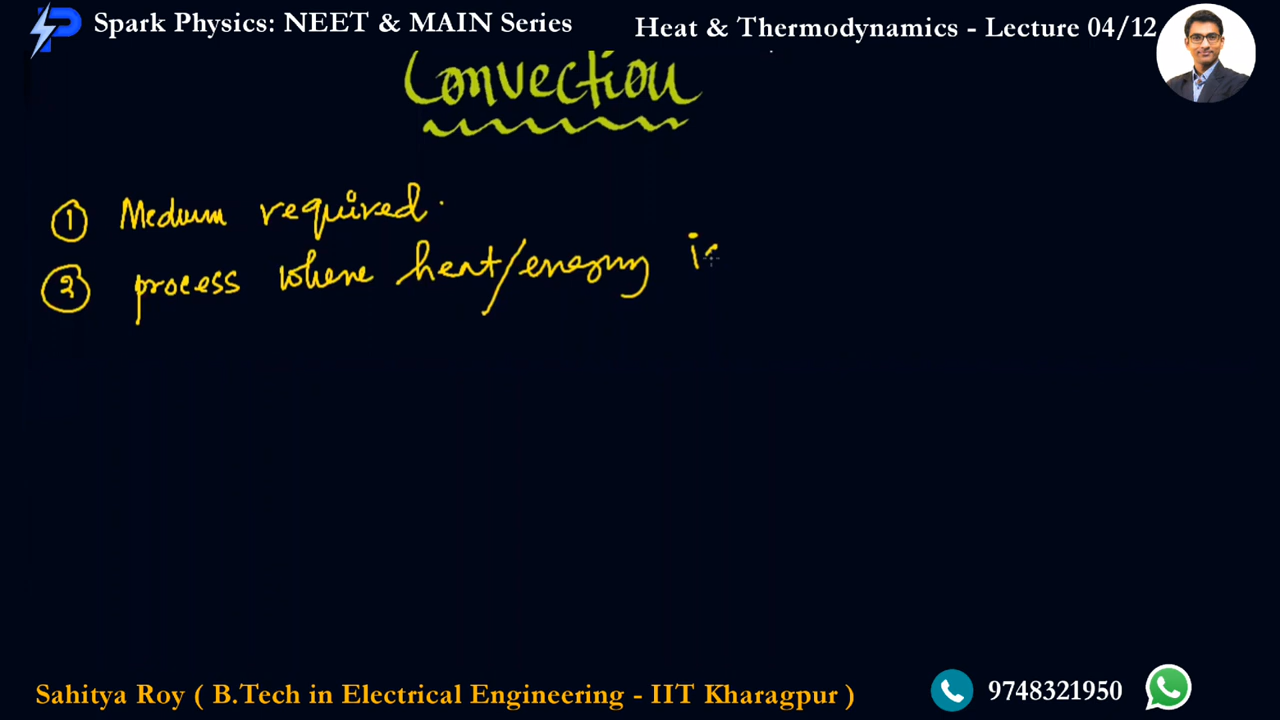 Spark Physics: NEET & MAIN Series
Heat & Thermodynamics - Lecture 04/12
Convection
① Medium required.
② process where heat/energy is
Sahitya Roy ( B.Tech in Electrical Engineering - IIT Kharagpur )
9748321950